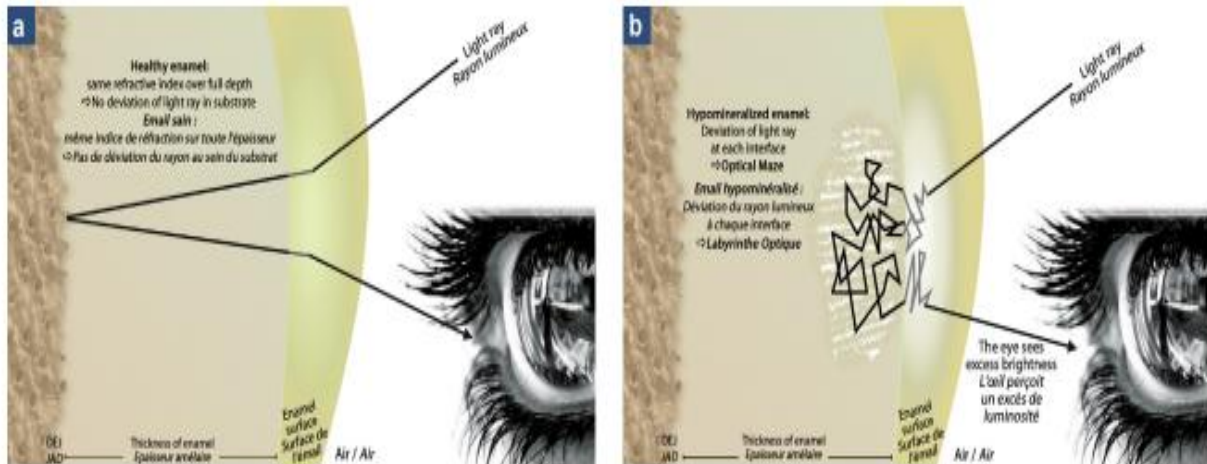 a
Healthy enamel:
same refractive index over full depth
⇨No deviation of light ray in substrate
Email sain :
même indice de réfraction sur toute l'épaisseur
⇨Pas de déviation du rayon au sein du substrat
Light ray
Rayon lumineux
DEJ
JAD
Thickness of enamel
Epaisseur amélaire
Enamel
surface
Surface de
l'émail
Air / Air
b
Hypomineralized enamel:
Deviation of light ray
at each interface
⇨Optical Maze
Email hypominéralisé :
Déviation du rayon lumineux
à chaque interface
⇨Labyrinthe Optique
Light ray
Rayon lumineux
The eye sees
excess brightness
L'œil perçoit
un excés de
luminosité
DEJ
JAD
Thickness of enamel
Epaisseur amélaire
Enamel
surface
Surface de
l'émail
Air / Air